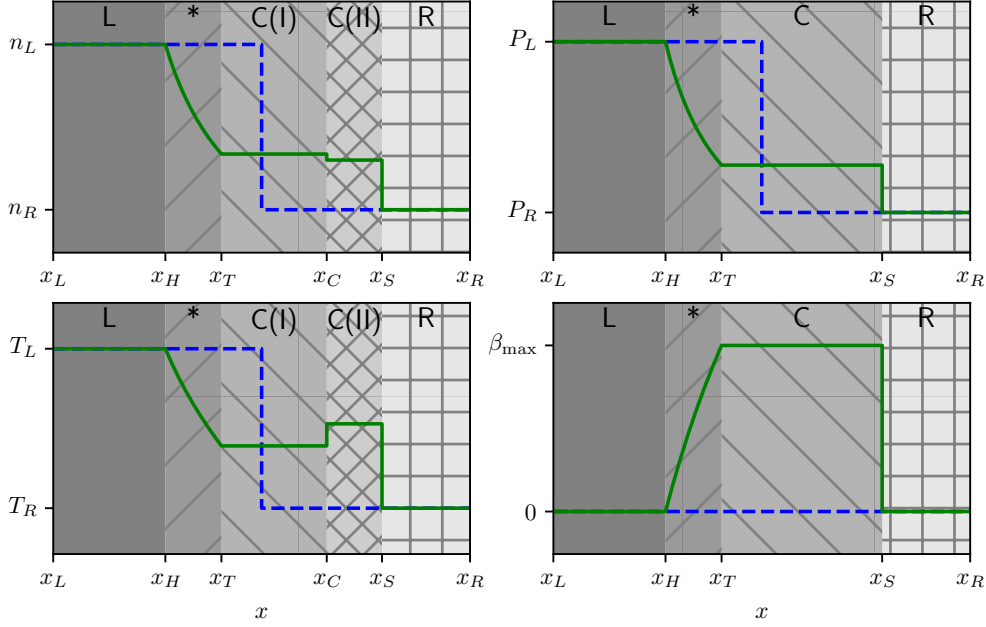 L * C(I) C(II) R
n_L
n_R
x_L x_H x_T x_C x_S x_R
L * C R
P_L
P_R
x_L x_H x_T x_S x_R
L * C(I) C(II) R
T_L
T_R
x_L x_H x_T x_C x_S x_R
x
L * C R
β_max
0
x_L x_H x_T x_S x_R
x